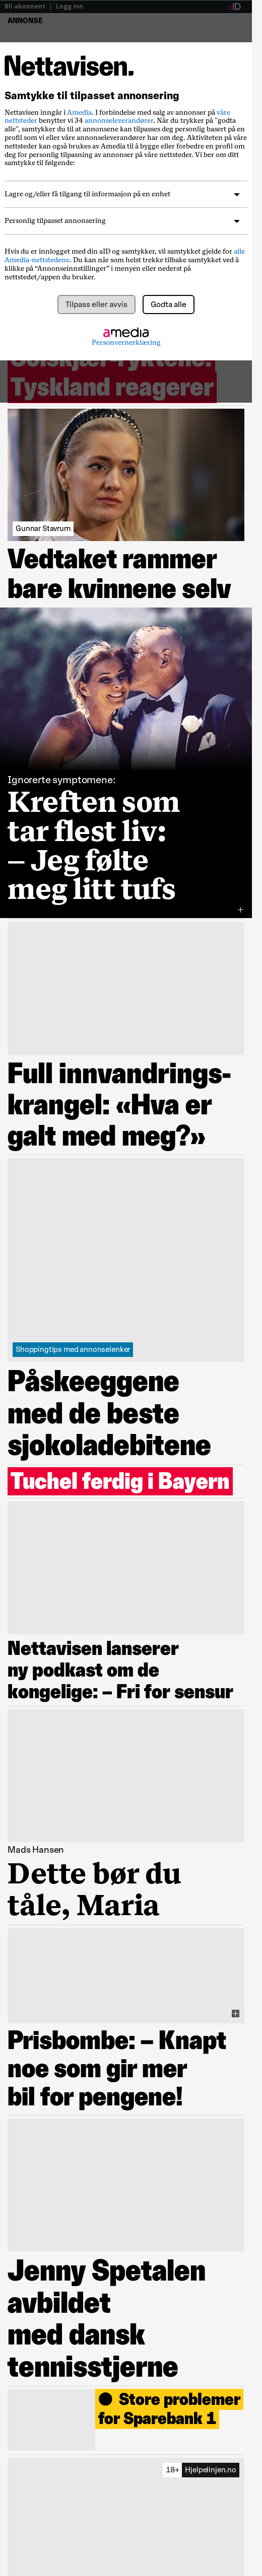 Bli abonnent | Logg inn
aID
ANNONSE
Nettavisen.
Samtykke til tilpasset annonsering
Nettavisen inngår i Amedia. I forbindelse med salg av annonser på våre
nettsteder benytter vi 34 annonseleverandører. Når du trykker på "godta
alle", samtykker du til at annonsene kan tilpasses deg personlig basert på en
profil som vi eller våre annonseleverandører har om deg. Aktiviteten din på våre
nettsteder kan også brukes av Amedia til å bygge eller forbedre en profil om
deg for personlig tilpasning av annonser på våre nettsteder. Vi ber om ditt
samtykke til følgende:
Lagre og/eller få tilgang til informasjon på en enhet
Personlig tilpasset annonsering
Hvis du er innlogget med din aID og samtykker, vil samtykket gjelde for alle
Amedia-nettstedene. Du kan når som helst trekke tilbake samtykket ved å
klikke på “Annonseinnstillinger” i menyen eller nederst på
nettstedet/appen du bruker.
Tilpass eller avvis
Godta alle
amedia
Personvernerklæring
Tyskland reagerer
Gunnar Stavrum
Vedtaket rammer
bare kvinnene selv
Ignorerte symptomene:
Kreften som
tar flest liv:
– Jeg følte
meg litt tufs
Full innvandrings-
krangel: «Hva er
galt med meg?»
Shoppingtips med annonselenker
Påskeeggene
med de beste
sjokoladebitene
Tuchel ferdig i Bayern
Nettavisen lanserer
ny podkast om de
kongelige: – Fri for sensur
Mads Hansen
Dette bør du
tåle, Maria
Prisbombe: – Knapt
noe som gir mer
bil for pengene!
Jenny Spetalen
avbildet
med dansk
tennisstjerne
Store problemer
for Sparebank 1
18+ Hjelpelinjen.no